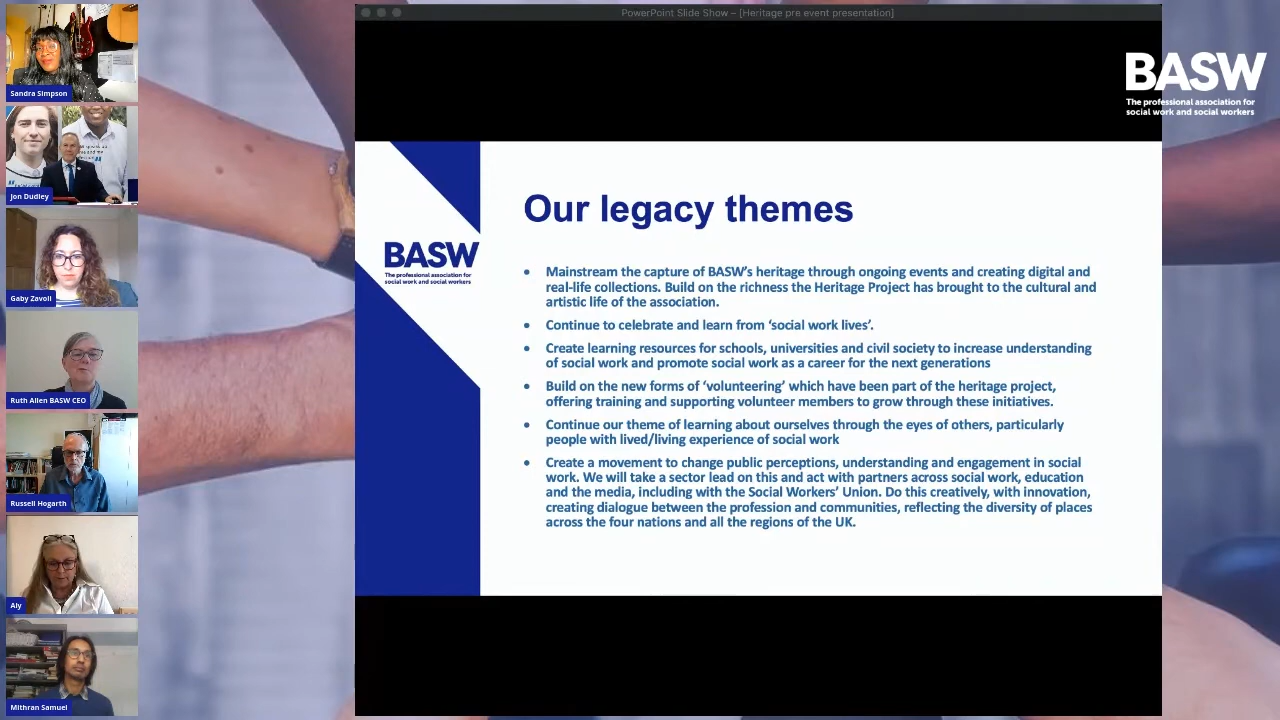 PowerPoint Slide Show – [Heritage pre event presentation]
BASW
The professional association for
social work and social workers
Sandra Simpson
Jon Dudley
Gaby Zavoli
Ruth Allen BASW CEO
Russell Hogarth
Aly
Mithran Samuel
BASW
The professional association for
social work and social workers
Our legacy themes
• Mainstream the capture of BASW’s heritage through ongoing events and creating digital and
real-life collections. Build on the richness the Heritage Project has brought to the cultural and
artistic life of the association.
• Continue to celebrate and learn from ‘social work lives’.
• Create learning resources for schools, universities and civil society to increase understanding
of social work and promote social work as a career for the next generations
• Build on the new forms of ‘volunteering’ which have been part of the heritage project,
offering training and supporting volunteer members to grow through these initiatives.
• Continue our theme of learning about ourselves through the eyes of others, particularly
people with lived/living experience of social work
• Create a movement to change public perceptions, understanding and engagement in social
work. We will take a sector lead on this and act with partners across social work, education
and the media, including with the Social Workers’ Union. Do this creatively, with innovation,
creating dialogue between the profession and communities, reflecting the diversity of places
across the four nations and all the regions of the UK.